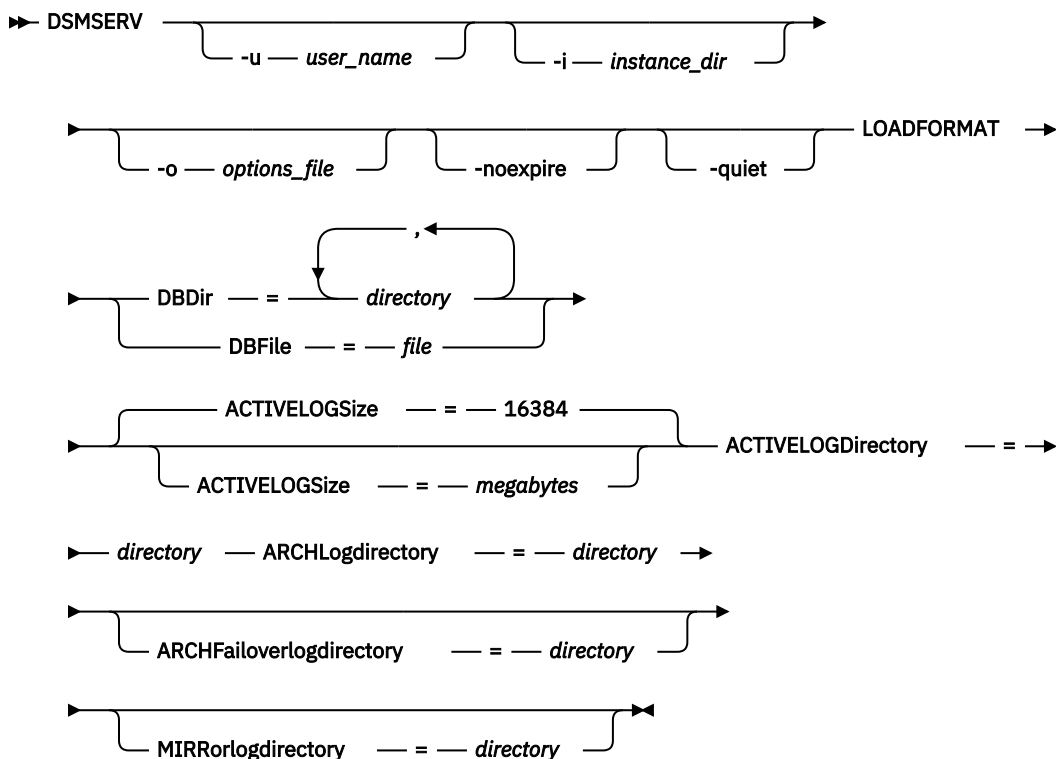 DSMSERV
-u user_name -i instance_dir
LOADFORMAT
-o options_file -noexpire -quiet
,
DBDir = directory
DBFile = file
ACTIVELOGSize = 16384
ACTIVELOGDirectory =
ACTIVELOGSize = megabytes
directory ARCHLogdirectory = directory
ARCHFailoverlogdirectory = directory
MIRRorlogdirectory = directory